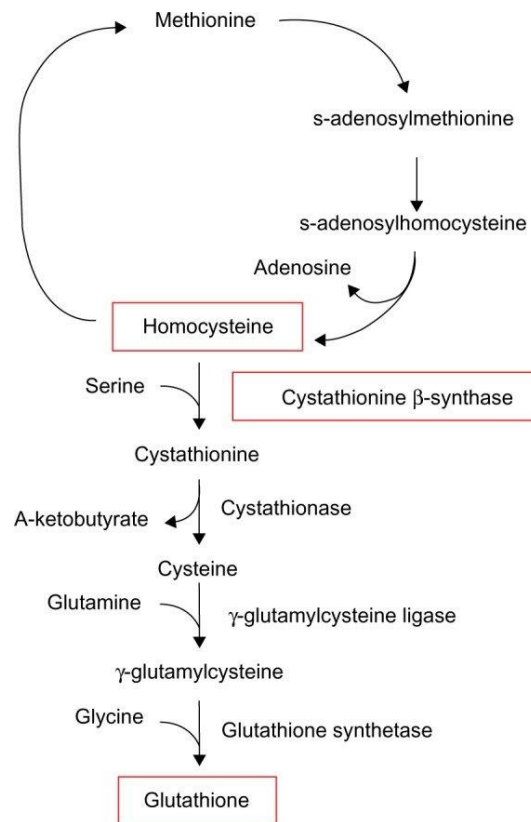 Methionine
s-adenosylmethionine
s-adenosylhomocysteine
Adenosine
Homocysteine
Serine
Cystathionine β-synthase
Cystathionine
A-ketobutyrate
Cystathionase
Cysteine
Glutamine
γ-glutamylcysteine ligase
γ-glutamylcysteine
Glycine
Glutathione synthetase
Glutathione